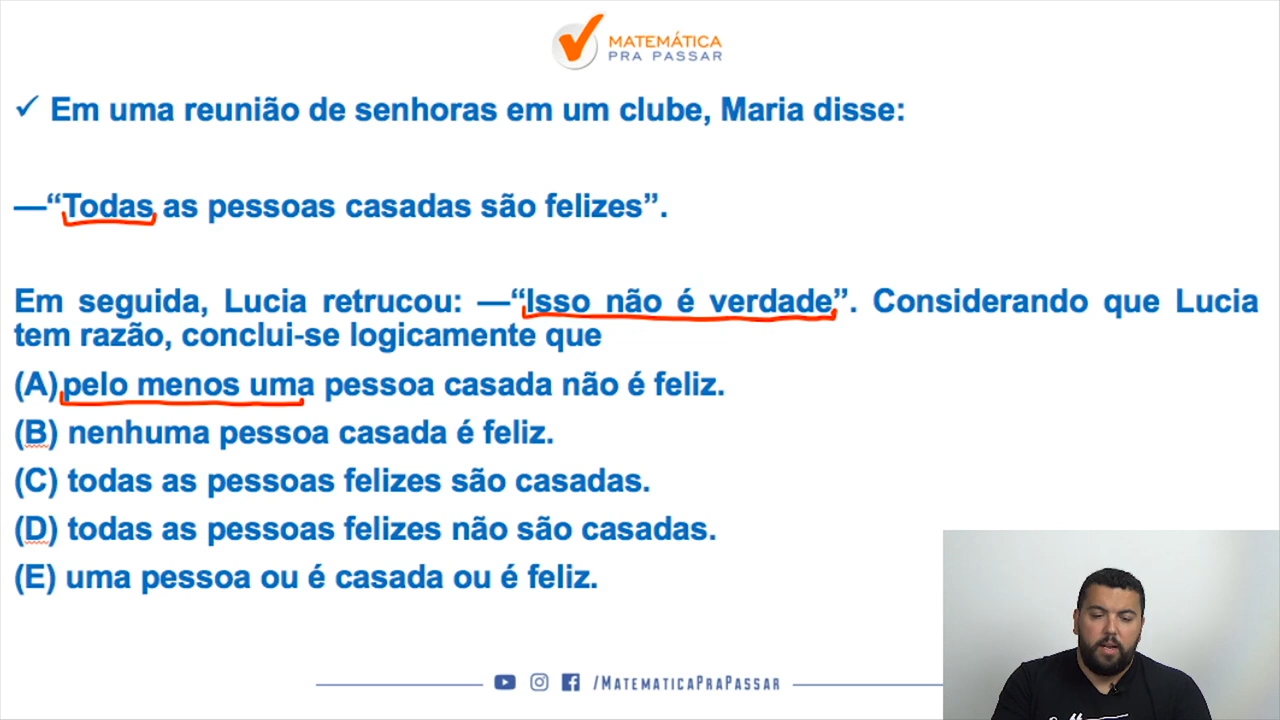 MATEMÁTICA
PRA PASSAR
✓ Em uma reunião de senhoras em um clube, Maria disse:
—“Todas as pessoas casadas são felizes”.
Em seguida, Lucia retrucou: —“Isso não é verdade”. Considerando que Lucia
tem razão, conclui-se logicamente que
(A) pelo menos uma pessoa casada não é feliz.
(B) nenhuma pessoa casada é feliz.
(C) todas as pessoas felizes são casadas.
(D) todas as pessoas felizes não são casadas.
(E) uma pessoa ou é casada ou é feliz.
/MATEMATICAPRAPASSAR